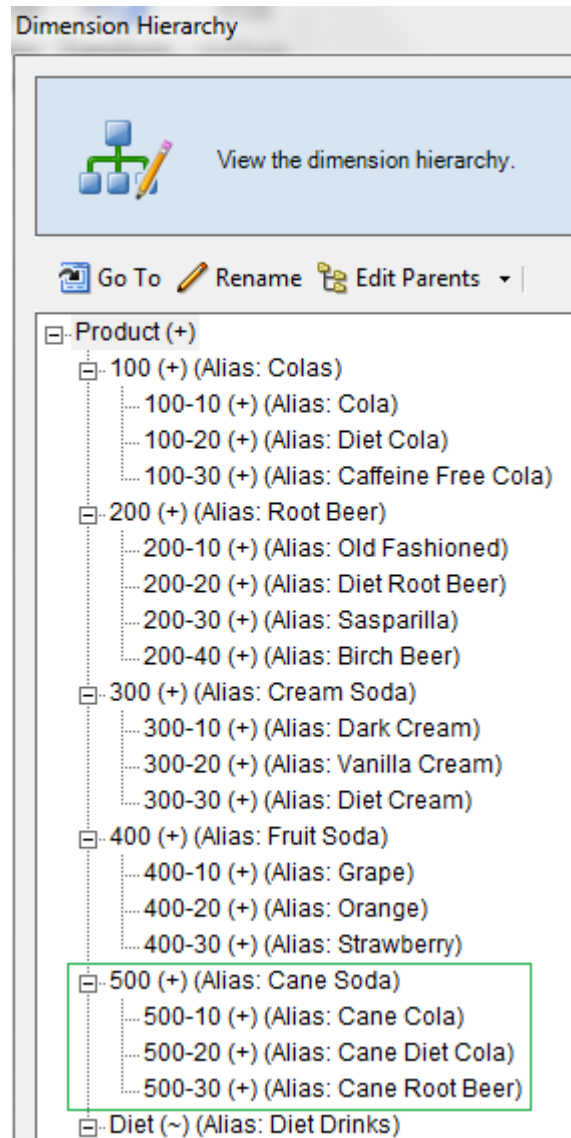 Dimension Hierarchy
View the dimension hierarchy.
Go To Rename Edit Parents
Product (+)
100 (+) (Alias: Colas)
100-10 (+) (Alias: Cola)
100-20 (+) (Alias: Diet Cola)
100-30 (+) (Alias: Caffeine Free Cola)
200 (+) (Alias: Root Beer)
200-10 (+) (Alias: Old Fashioned)
200-20 (+) (Alias: Diet Root Beer)
200-30 (+) (Alias: Sasparilla)
200-40 (+) (Alias: Birch Beer)
300 (+) (Alias: Cream Soda)
300-10 (+) (Alias: Dark Cream)
300-20 (+) (Alias: Vanilla Cream)
300-30 (+) (Alias: Diet Cream)
400 (+) (Alias: Fruit Soda)
400-10 (+) (Alias: Grape)
400-20 (+) (Alias: Orange)
400-30 (+) (Alias: Strawberry)
500 (+) (Alias: Cane Soda)
500-10 (+) (Alias: Cane Cola)
500-20 (+) (Alias: Cane Diet Cola)
500-30 (+) (Alias: Cane Root Beer)
Diet (~) (Alias: Diet Drinks)